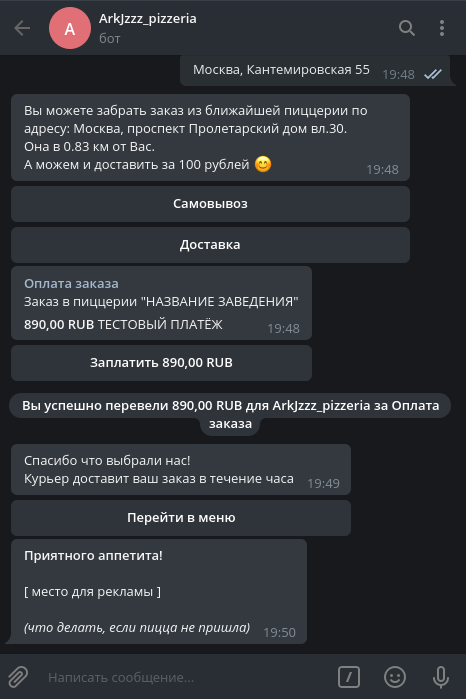 ArkJzzz_pizzeria
A
бот
Москва, Кантемировская 55
19:48
Вы можете забрать заказ из ближайшей пиццерии по
адресу: Москва, проспект Пролетарский дом вл.30.
Она в 0.83 км от Вас.
А можем и доставить за 100 рублей 😊
19:48
Самовывоз
Доставка
Оплата заказа
Заказ в пиццерии "НАЗВАНИЕ ЗАВЕДЕНИЯ"
890,00 RUB ТЕСТОВЫЙ ПЛАТЁЖ
19:48
Заплатить 890,00 RUB
Вы успешно перевели 890,00 RUB для ArkJzzz_pizzeria за Оплата
заказа
Спасибо что выбрали нас!
Курьер доставит ваш заказ в течение часа
19:49
Перейти в меню
Приятного аппетита!
[ место для рекламы ]
(что делать, если пицца не пришла)
19:50
Написать сообщение...